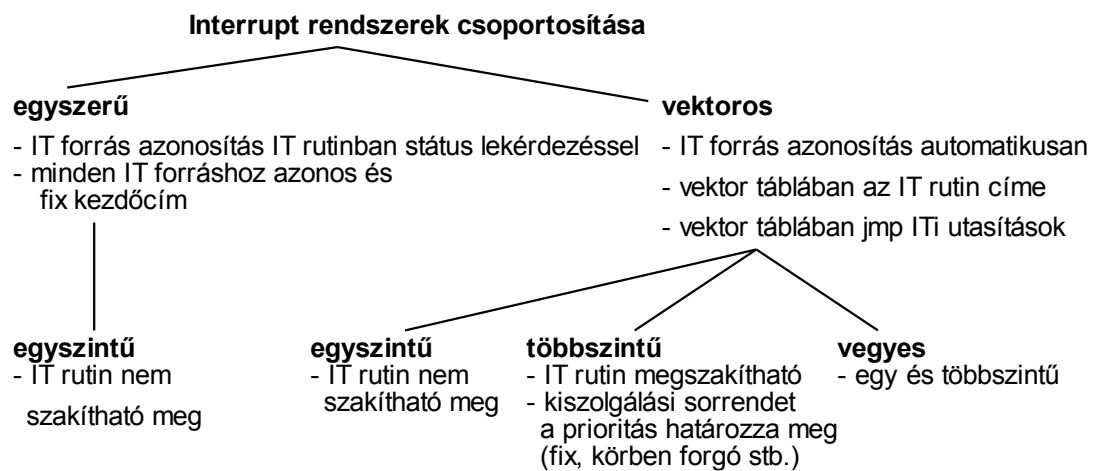 Interrupt rendszerek csoportosítása
egyszerű
- IT forrás azonosítás IT rutinban státus lekérdezéssel
- minden IT forráshoz azonos és
fix kezdőcím
vektoros
- IT forrás azonosítás automatikusan
- vektor táblában az IT rutin címe
- vektor táblában jmp ITi utasítások
egyszintű
- IT rutin nem
szakítható meg
egyszintű
- IT rutin nem
szakítható meg
többszintű
- IT rutin megszakítható
- kiszolgálási sorrendet
a prioritás határozza meg
(fix, körben forgó stb.)
vegyes
- egy és többszintű